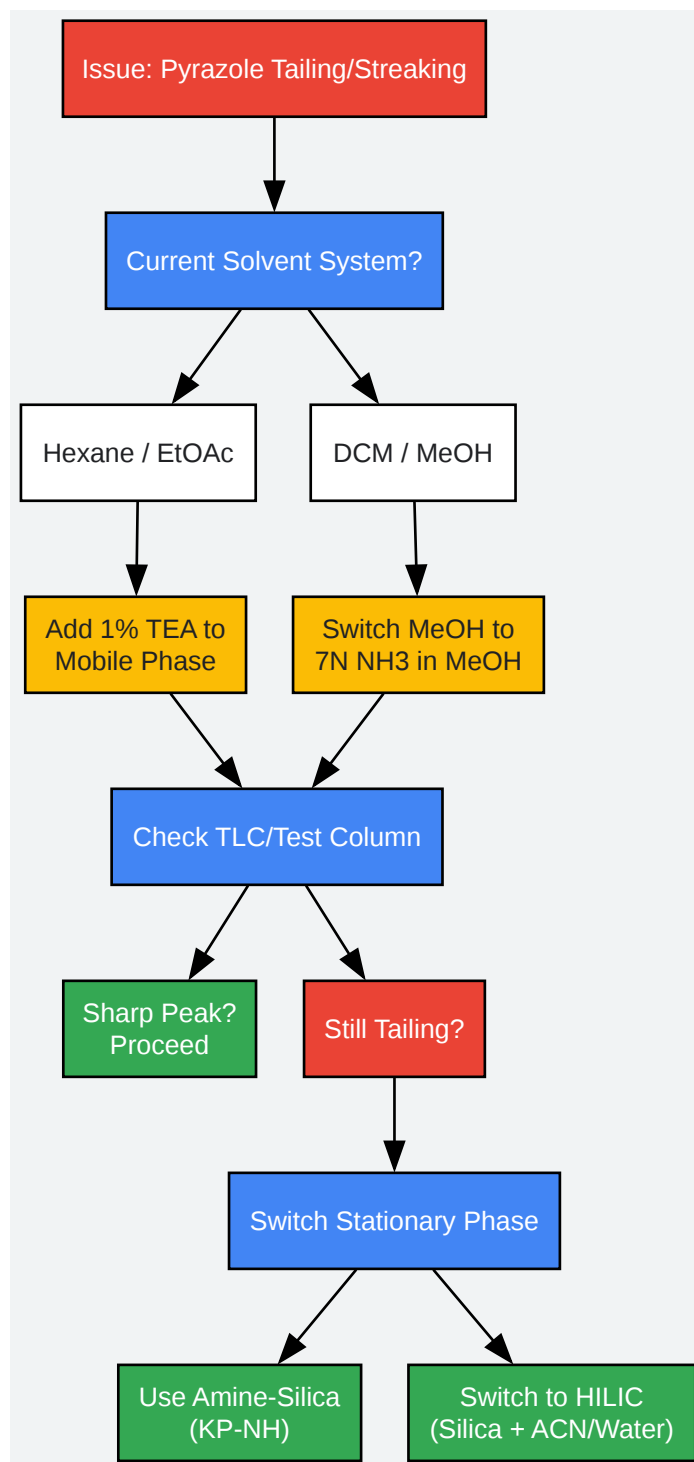 Issue: Pyrazole Tailing/Streaking
Current Solvent System?
Hexane / EtOAc
DCM / MeOH
Add 1% TEA to
Mobile Phase
Switch MeOH to
7N NH3 in MeOH
Check TLC/Test Column
Sharp Peak?
Proceed
Still Tailing?
Switch Stationary Phase
Use Amine-Silica
(KP-NH)
Switch to HILIC
(Silica + ACN/Water)